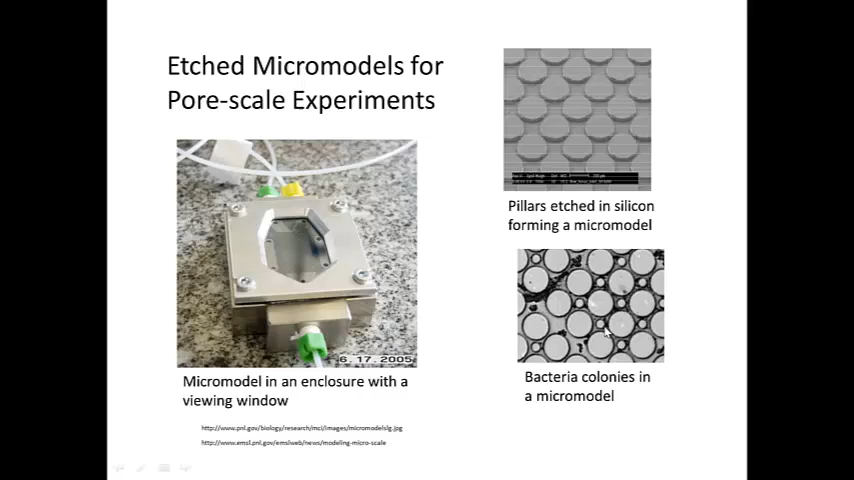 Etched Micromodels for
Pore-scale Experiments
Pillars etched in silicon
forming a micromodel
6.17.2005
Micromodel in an enclosure with a
viewing window
Bacteria colonies in
a micromodel
http://www.pnl.gov/biology/research/mci/images/micromodelslg.jpg
http://www.emsl.pnl.gov/emslweb/news/modeling-micro-scale